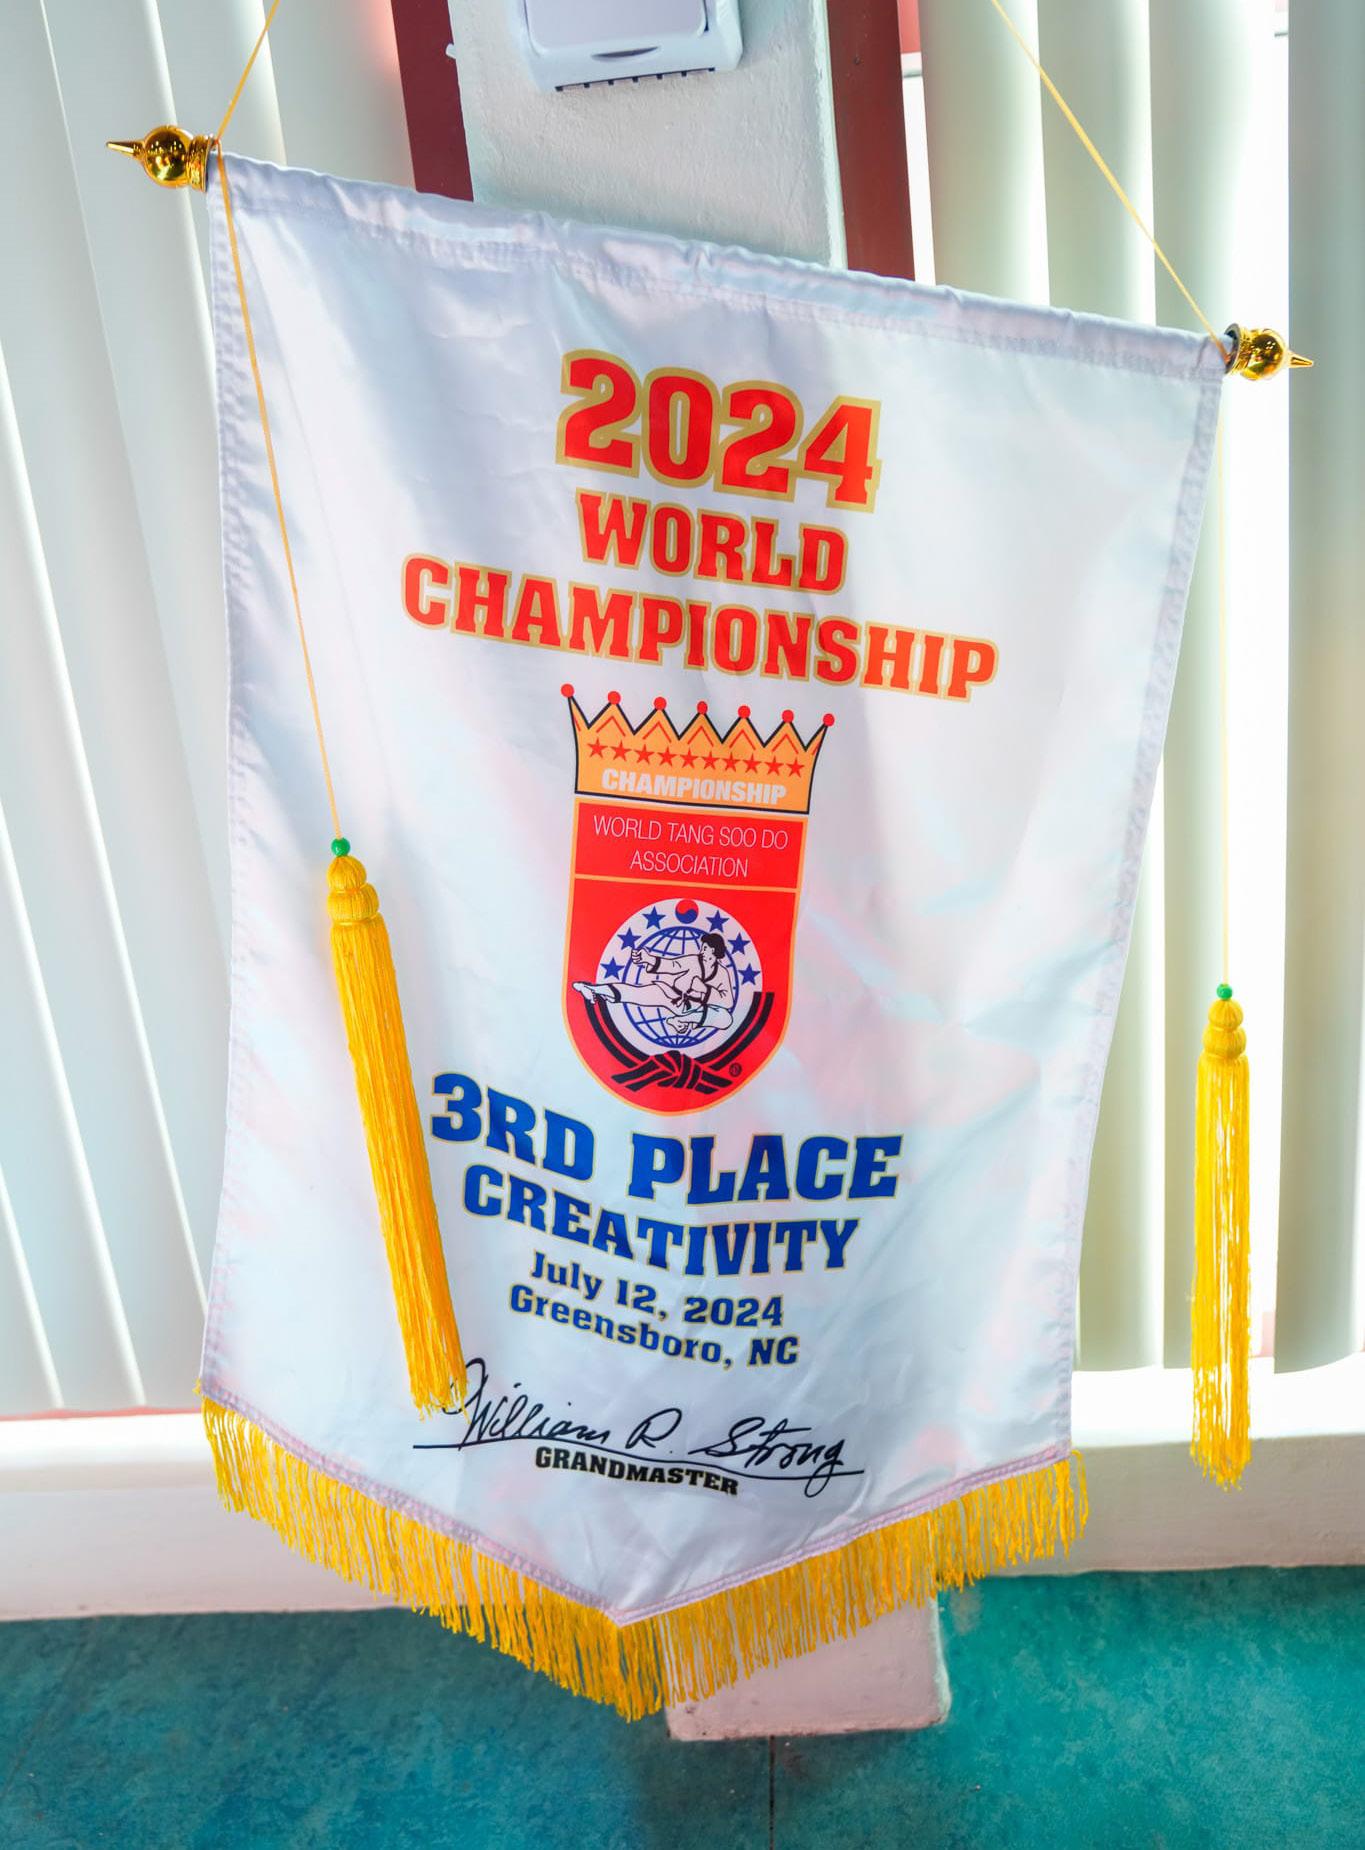 2024
WORLD
CHAMPIONSHIP
CHAMPIONSHIP
WORLD TANG SOO DO
ASSOCIATION
®
3RD PLACE
CREATIVITY
July 12, 2024
Greensboro, NC
William R. Strong
GRANDMASTER